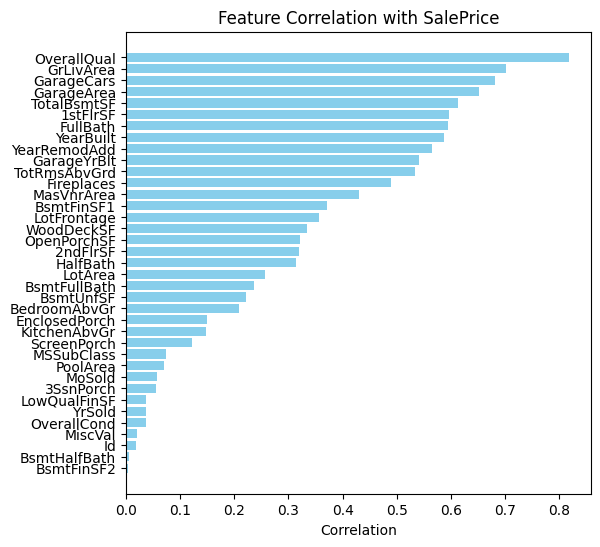 Feature Correlation with SalePrice
OverallQual
GrLivArea
GarageCars
GarageArea
TotalBsmtSF
1stFlrSF
FullBath
YearBuilt
YearRemodAdd
GarageYrBlt
TotRmsAbvGrd
Fireplaces
MasVnrArea
BsmtFinSF1
LotFrontage
WoodDeckSF
OpenPorchSF
2ndFlrSF
HalfBath
LotArea
BsmtFullBath
BsmtUnfSF
BedroomAbvGr
EnclosedPorch
KitchenAbvGr
ScreenPorch
MSSubClass
PoolArea
MoSold
3SsnPorch
LowQualFinSF
YrSold
OverallCond
MiscVal
Id
BsmtHalfBath
BsmtFinSF2
0.0 0.1 0.2 0.3 0.4 0.5 0.6 0.7 0.8
Correlation